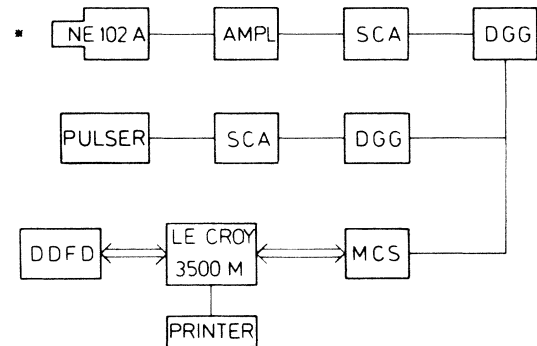 *
NE 102 A
AMPL
SCA
DGG
PULSER
SCA
DGG
DDFD
LE CROY
3500 M
MCS
PRINTER